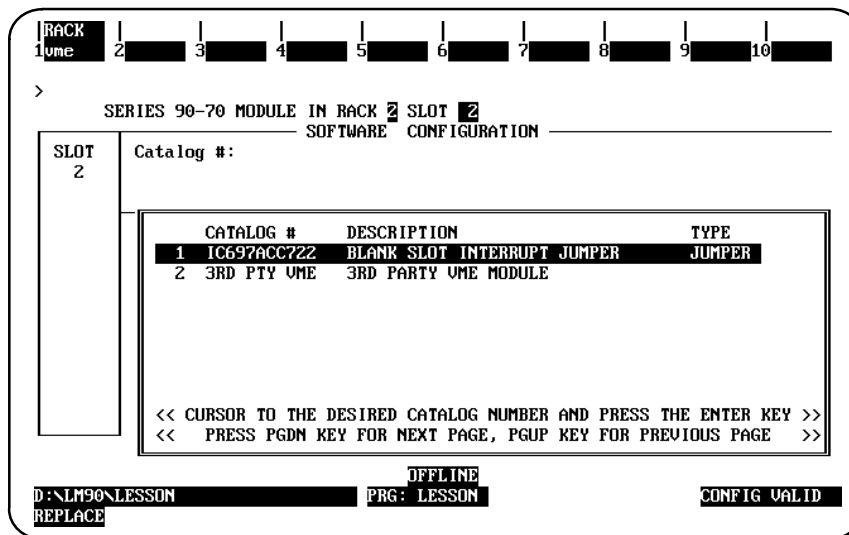 RACK
1vme 2 3 4 5 6 7 8 9 10
>
SERIES 90-70 MODULE IN RACK 2 SLOT 2
SOFTWARE CONFIGURATION
SLOT Catalog #:
2
CATALOG # DESCRIPTION TYPE
1 IC697ACC722 BLANK SLOT INTERRUPT JUMPER JUMPER
2 3RD PTY VME 3RD PARTY VME MODULE
<< CURSOR TO THE DESIRED CATALOG NUMBER AND PRESS THE ENTER KEY >>
<< PRESS PGDN KEY FOR NEXT PAGE, PGUP KEY FOR PREVIOUS PAGE >>
OFFLINE
D:\LM90\LESSON PRG: LESSON CONFIG VALID
REPLACE